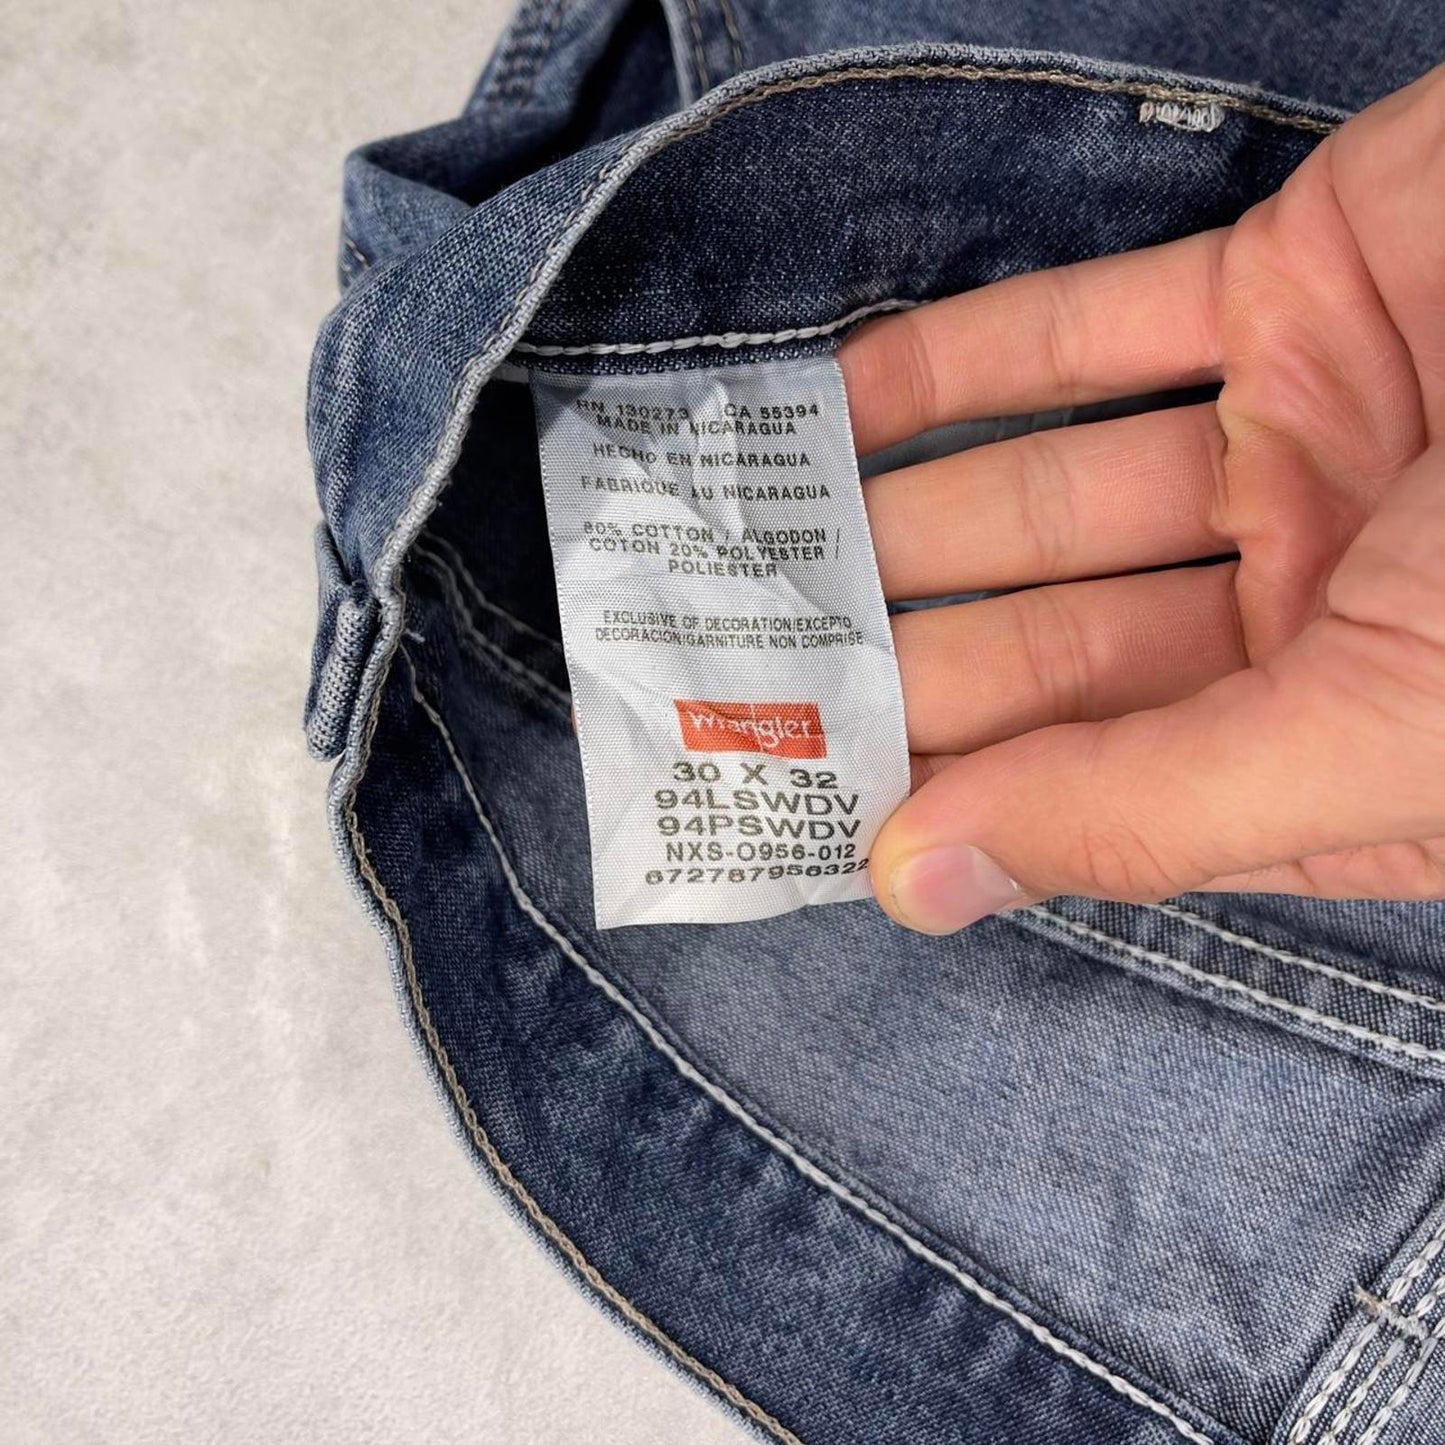 RN 130273 CA 55394
MADE IN NICARAGUA
HECHO EN NICARAGUA
FABRIQUE AU NICARAGUA
80% COTTON / ALGODON /
COTON 20% POLYESTER /
POLIESTER
EXCLUSIVE OF DECORATION/EXCEPTO
DECORACION/GARNITURE NON COMPRISE
Wrangler
30 X 32
94LSWDV
94PSWDV
NXS-0956-012
672787956322